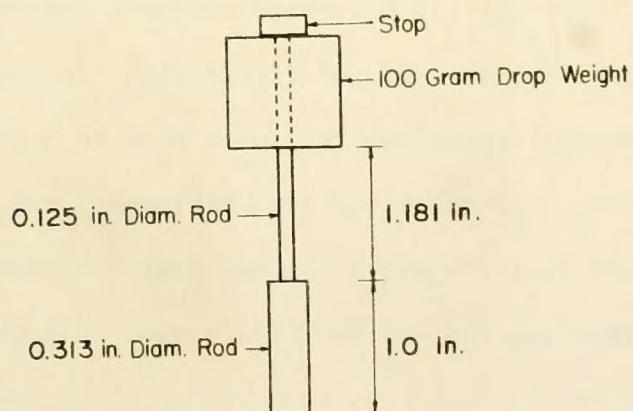 Stop
100 Gram Drop Weight
0.125 in. Diam. Rod
1.181 in.
0.313 in. Diam. Rod
1.0 in.